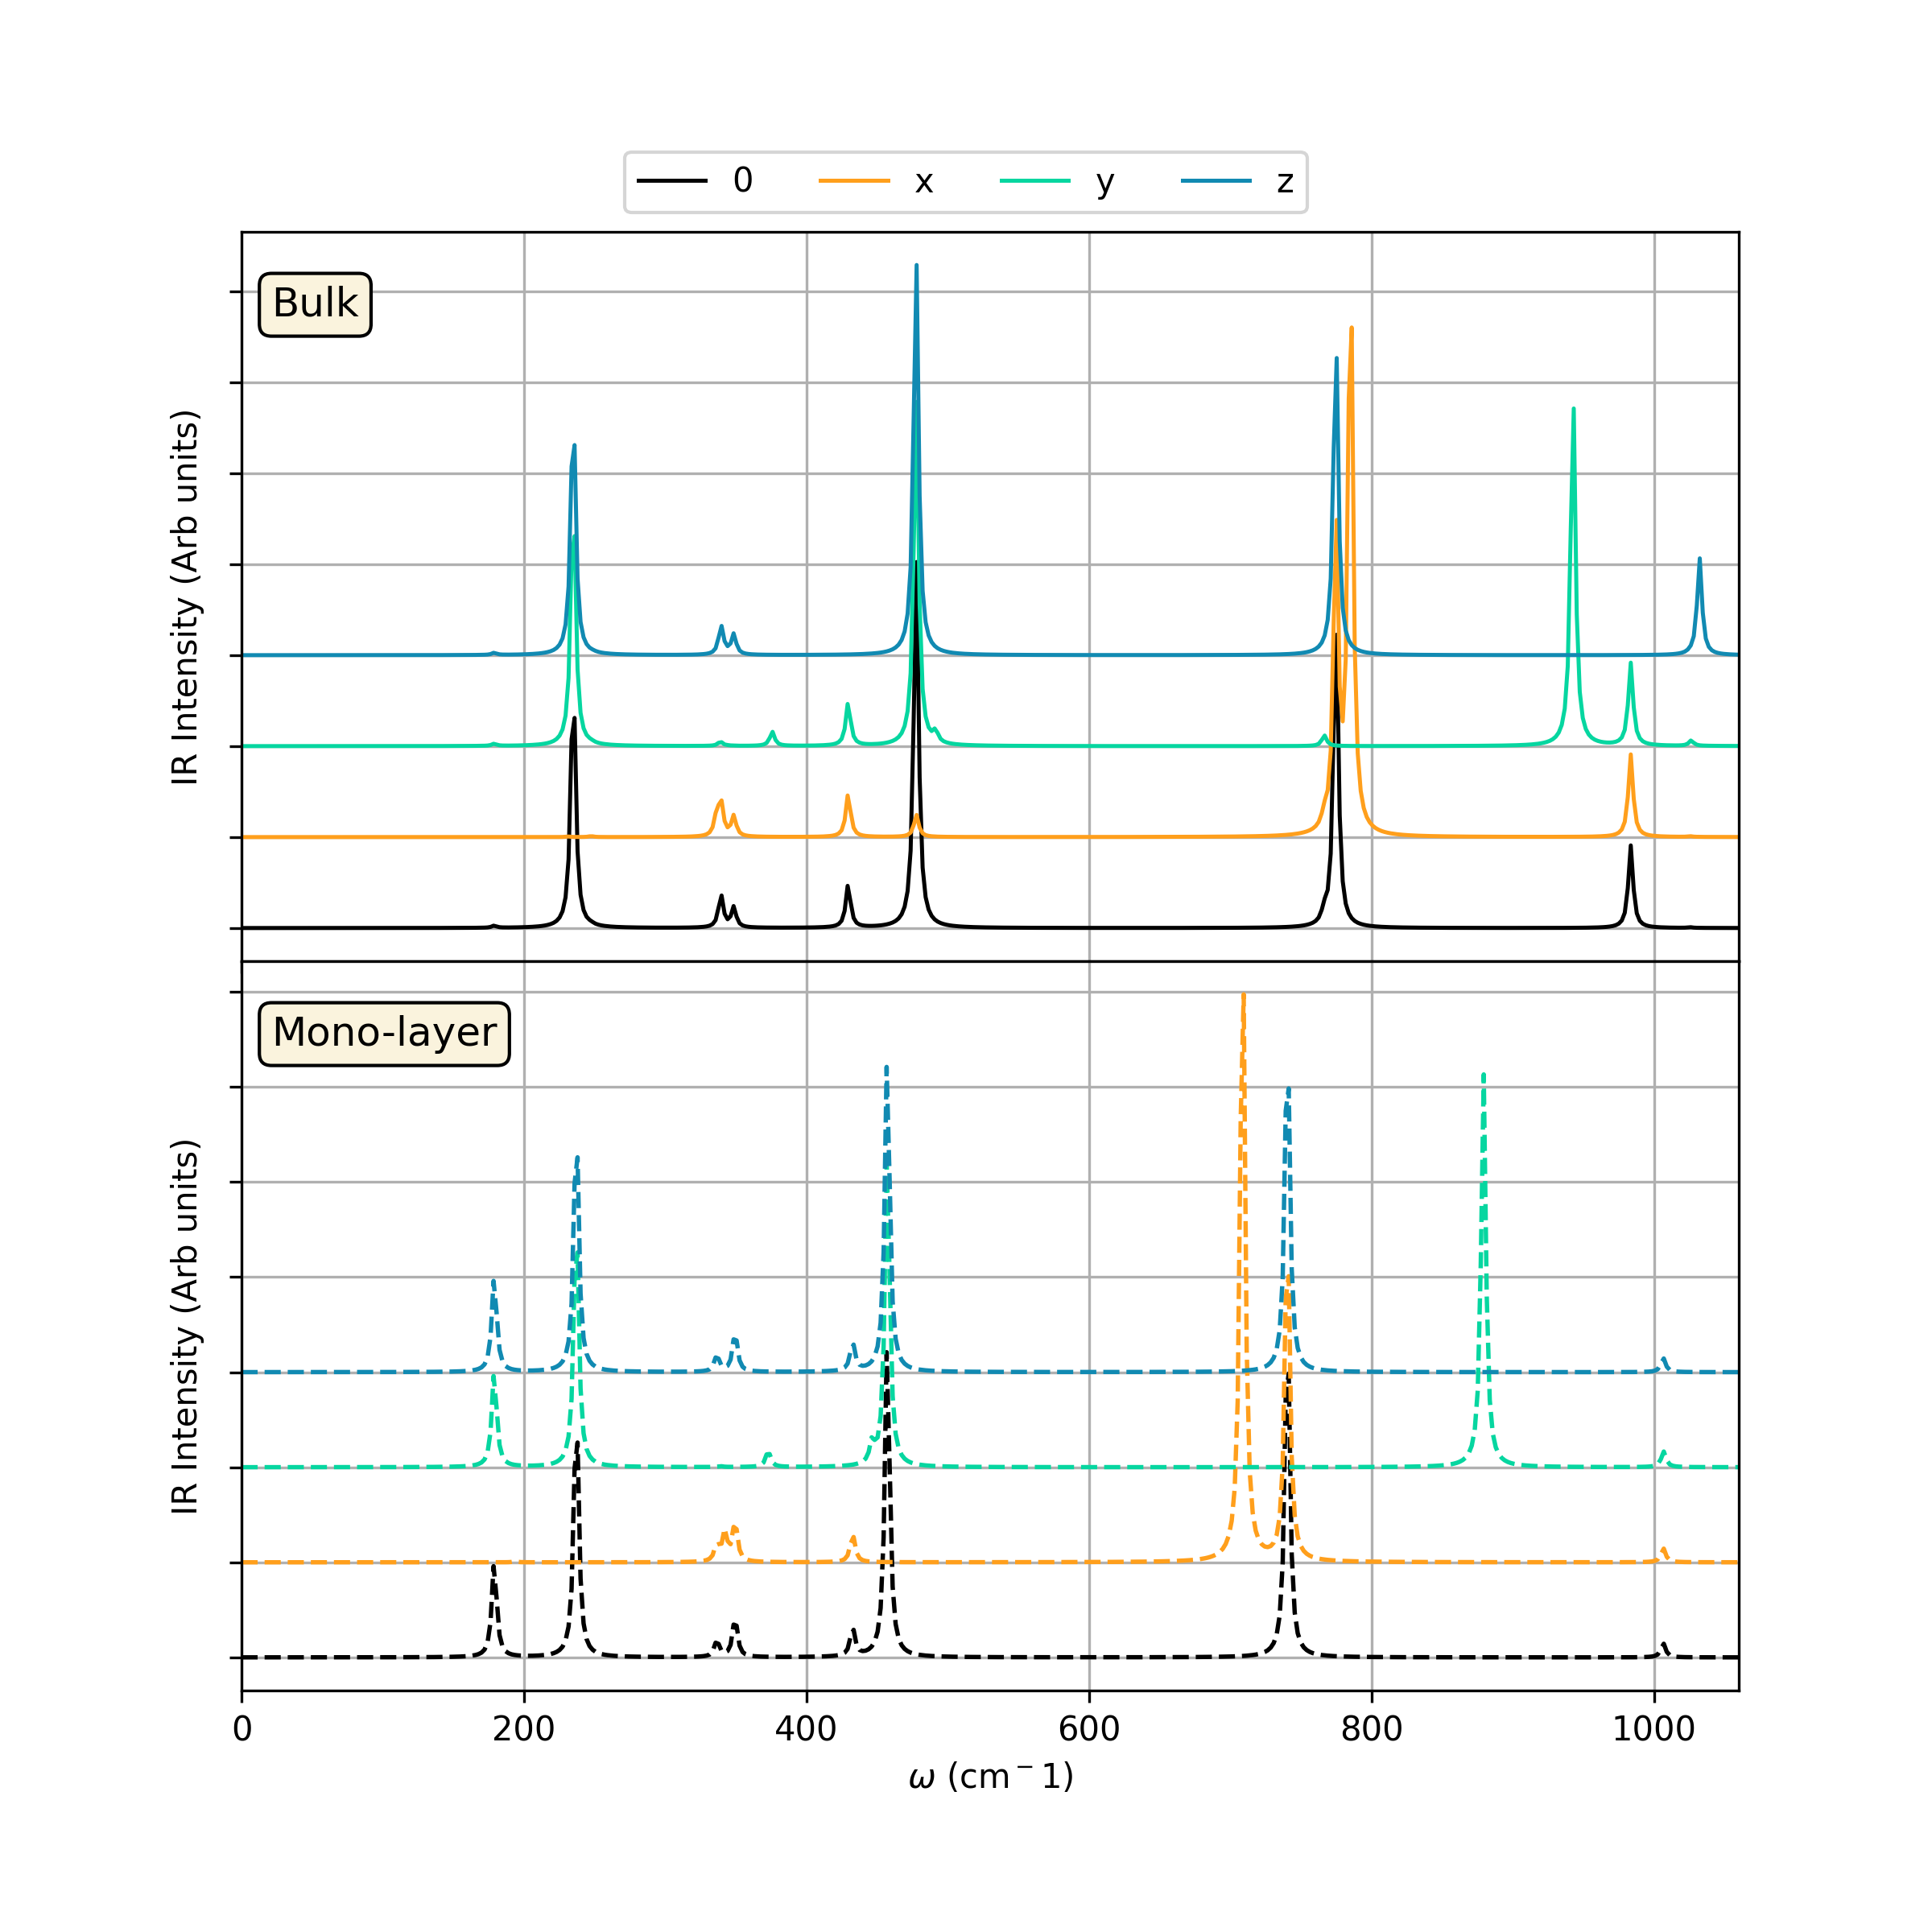 0 x y z
Bulk
IR Intensity (Arb units)
Mono-layer
IR Intensity (Arb units)
0 200 400 600 800 1000
ω (cm⁻1)